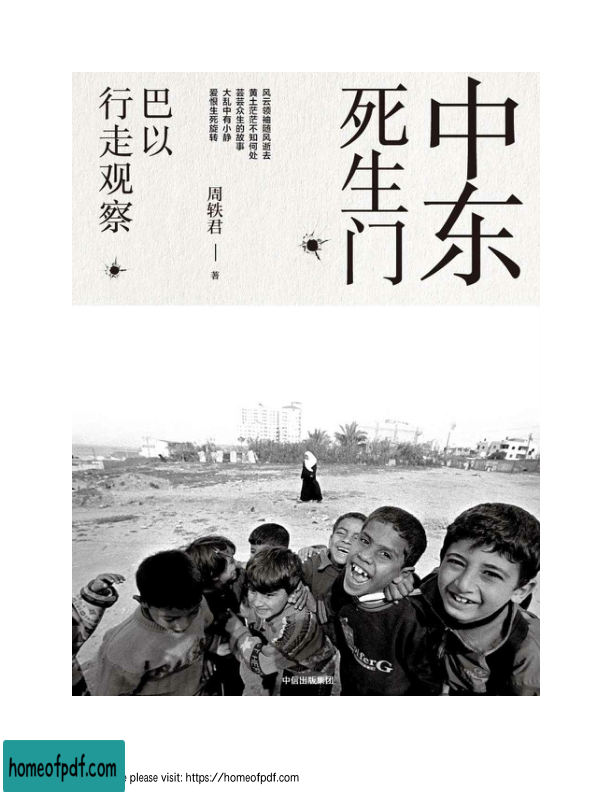 中东
死生门
风云领袖随风逝去
黄土茫茫不知何处
芸芸众生的故事
大乱中有小静
爱恨生死旋转
周轶君
著
巴以
行走观察
中信出版集团
homeofpdf.com
e please visit: https://homeofpdf.com